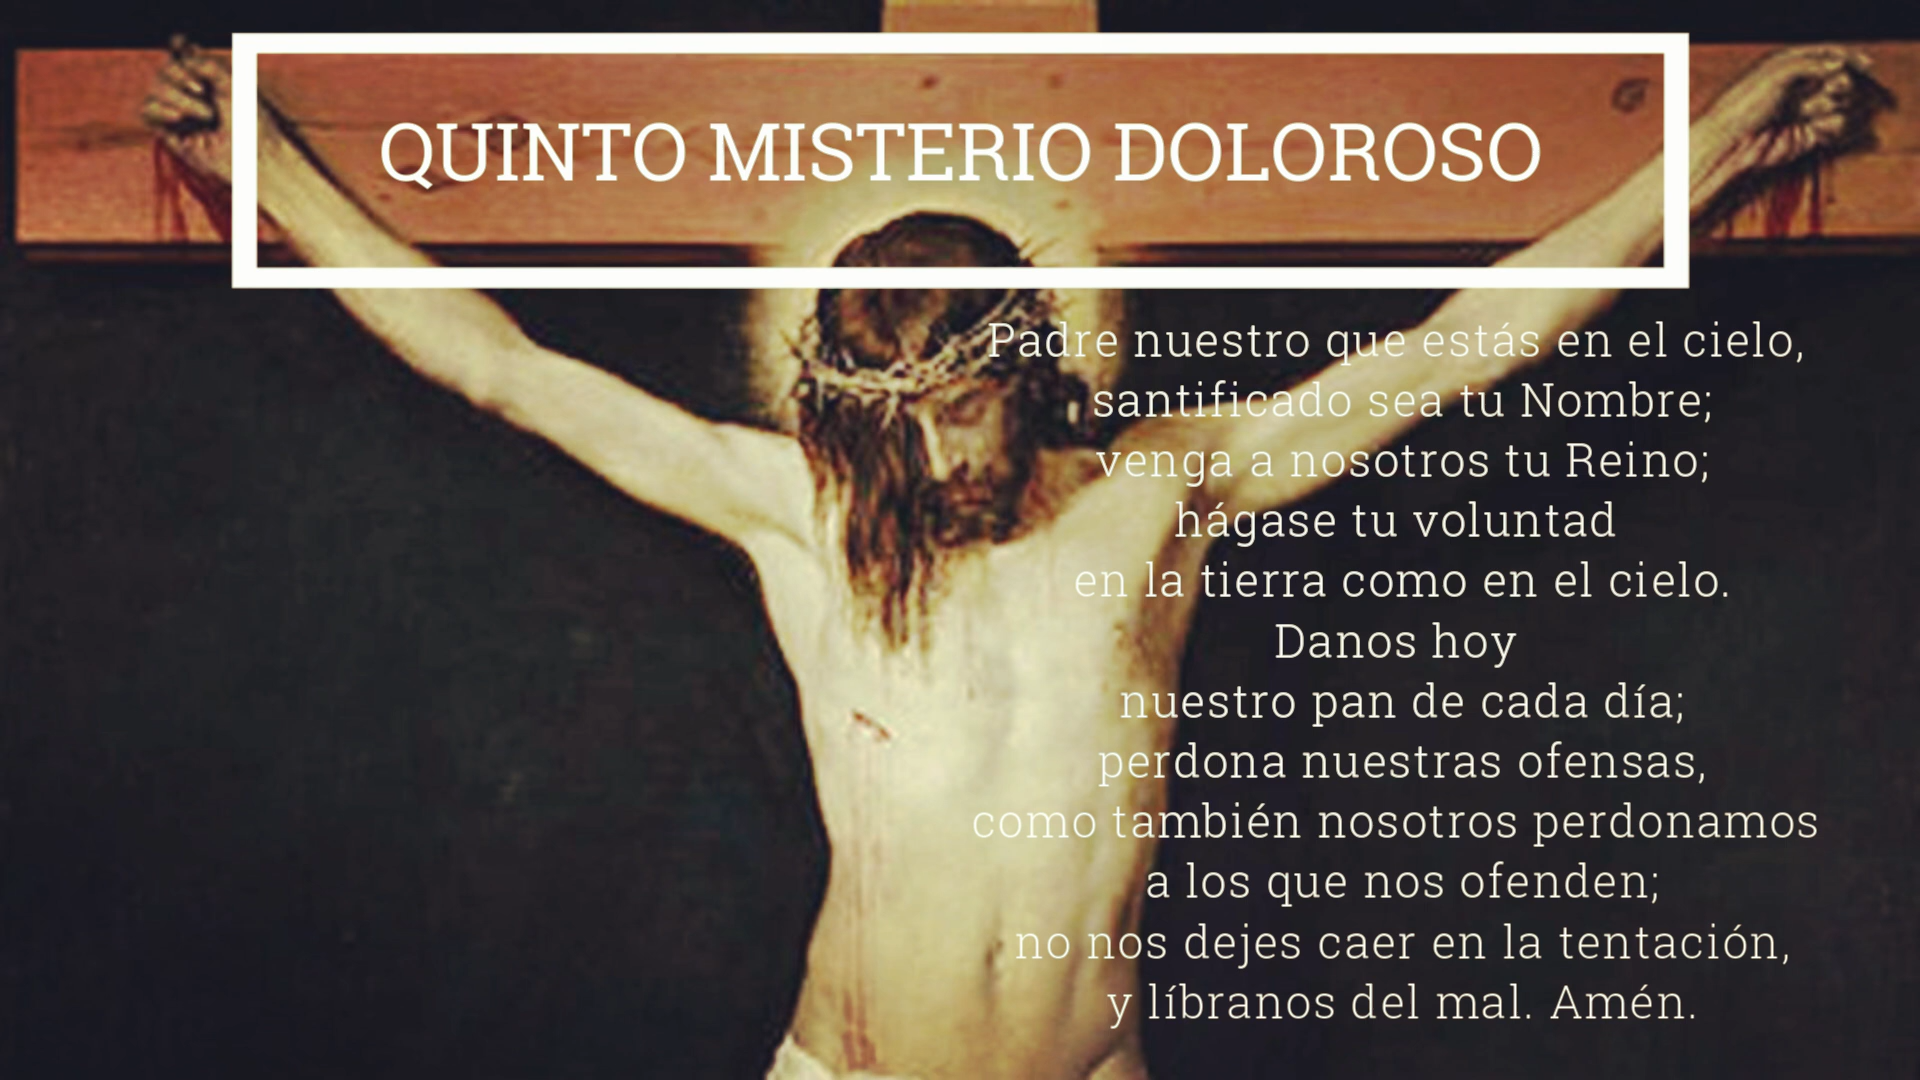 QUINTO MISTERIO DOLOROSO
Padre nuestro que estás en el cielo,
santificado sea tu Nombre;
venga a nosotros tu Reino;
hágase tu voluntad
en la tierra como en el cielo.
Danos hoy
nuestro pan de cada día;
perdona nuestras ofensas,
como también nosotros perdonamos
a los que nos ofenden;
no nos dejes caer en la tentación,
y líbranos del mal. Amén.